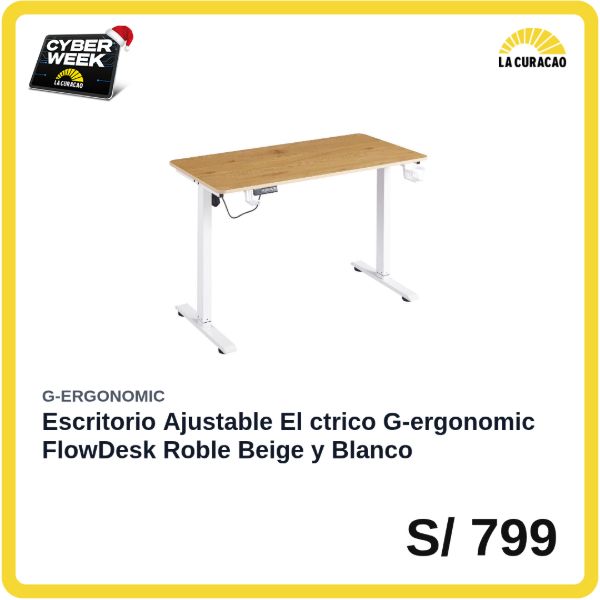 CYBER
WEEK
LA CURACAO
LA CURACAO
G-ERGONOMIC
Escritorio Ajustable El ctrico G-ergonomic
FlowDesk Roble Beige y Blanco
S/ 799